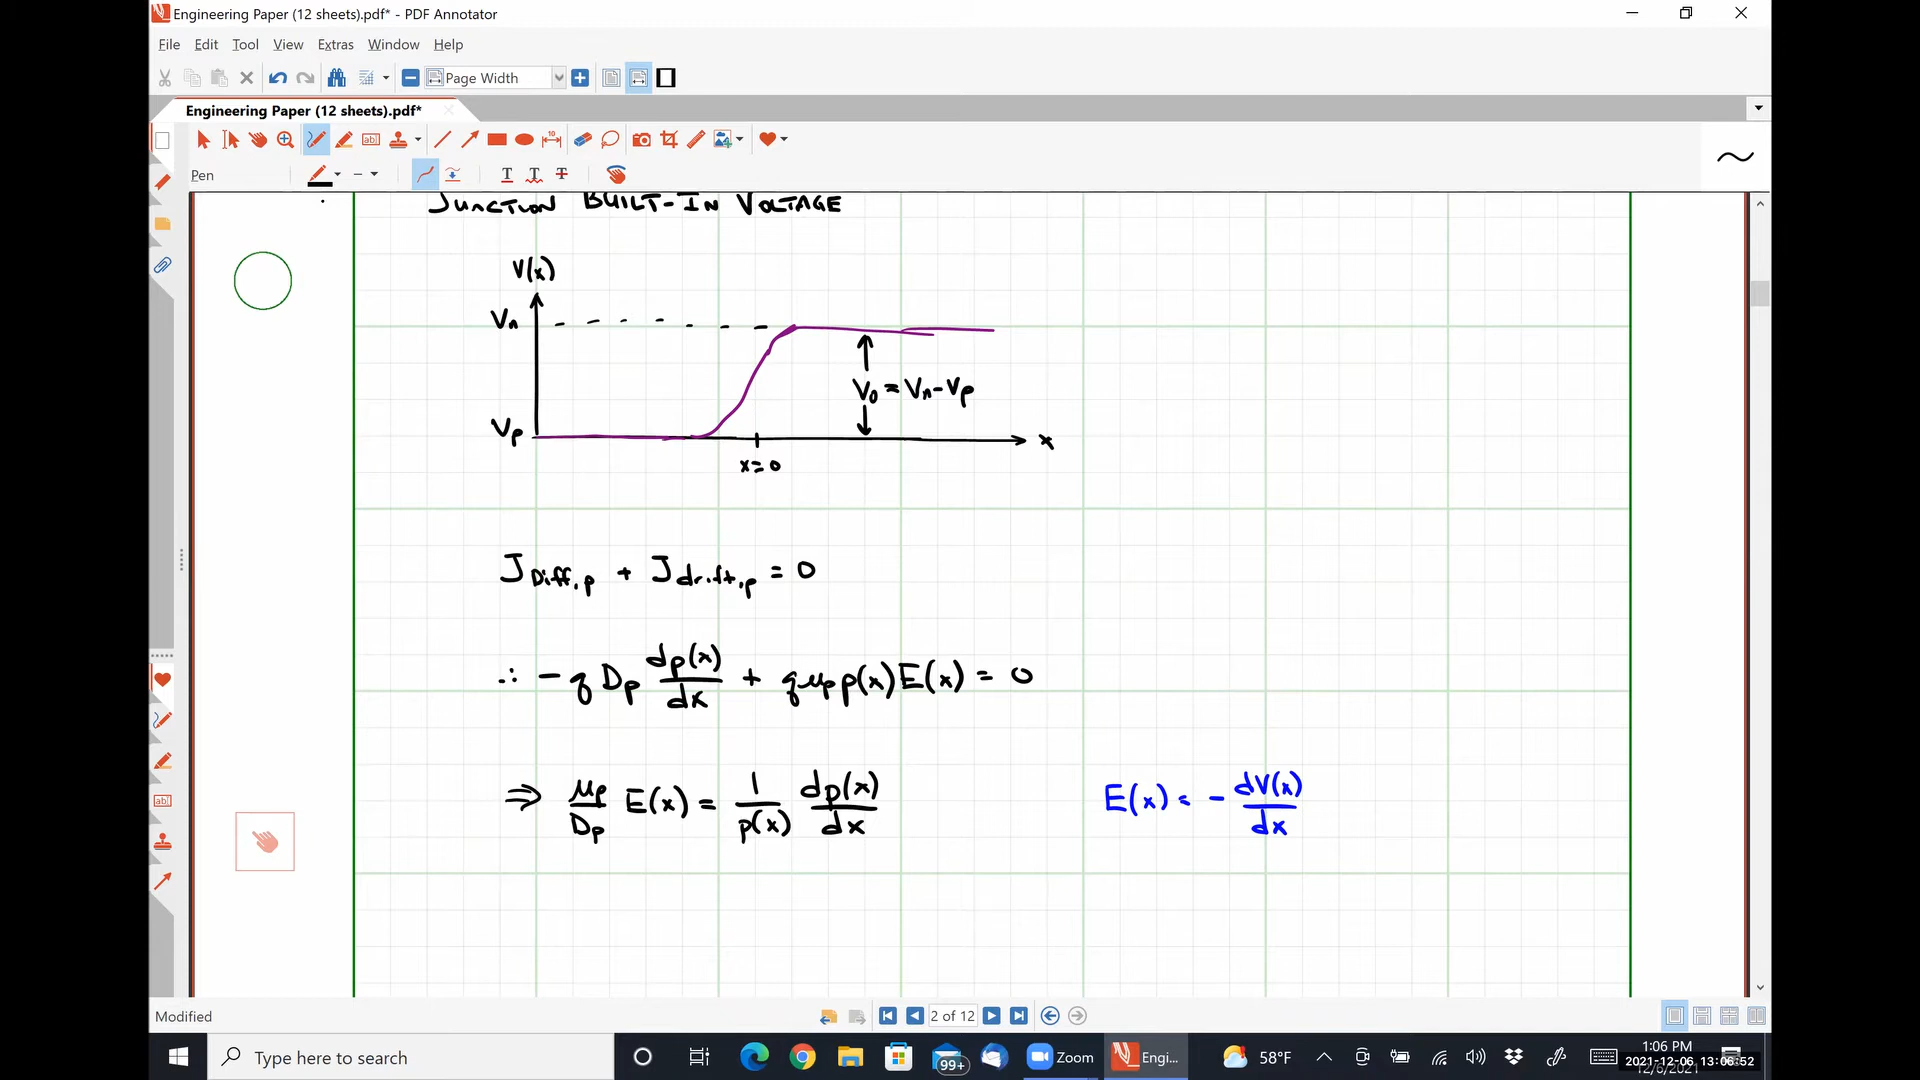 Engineering Paper (12 sheets).pdf* - PDF Annotator
File Edit Tool View Extras Window Help
Page Width
Engineering Paper (12 sheets).pdf*
Pen
JUNCTION BUILT-IN VOLTAGE
V(x)
Vn
V0 = Vn - Vp
Vp
x
x=0
JDiff,p + Jdrift,p = 0
∴ -q Dp dp(x)/dx + qμp p(x) E(x) = 0
⇒ μp/Dp E(x) = 1/p(x) dp(x)/dx
E(x) = - dV(x)/dx
Modified
2 of 12
Type here to search
99+
Zoom
Engi...
58°F
1:06 PM
2021-12-06, 13:06:52